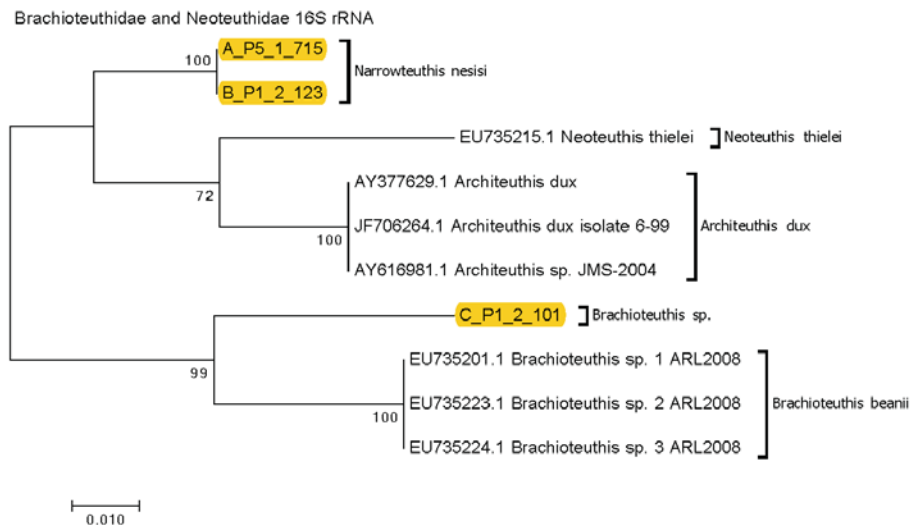 Brachioteuthidae and Neoteuthidae 16S rRNA
A_P5_1_715
100
Narrowteuthis nesisi
B_P1_2_123
EU735215.1 Neoteuthis thielei
Neoteuthis thielei
AY377629.1 Architeuthis dux
72
JF706264.1 Architeuthis dux isolate 6-99
Architeuthis dux
100
AY616981.1 Architeuthis sp. JMS-2004
C_P1_2_101
Brachioteuthis sp.
EU735201.1 Brachioteuthis sp. 1 ARL2008
99
EU735223.1 Brachioteuthis sp. 2 ARL2008
Brachioteuthis beanii
100
EU735224.1 Brachioteuthis sp. 3 ARL2008
0.010